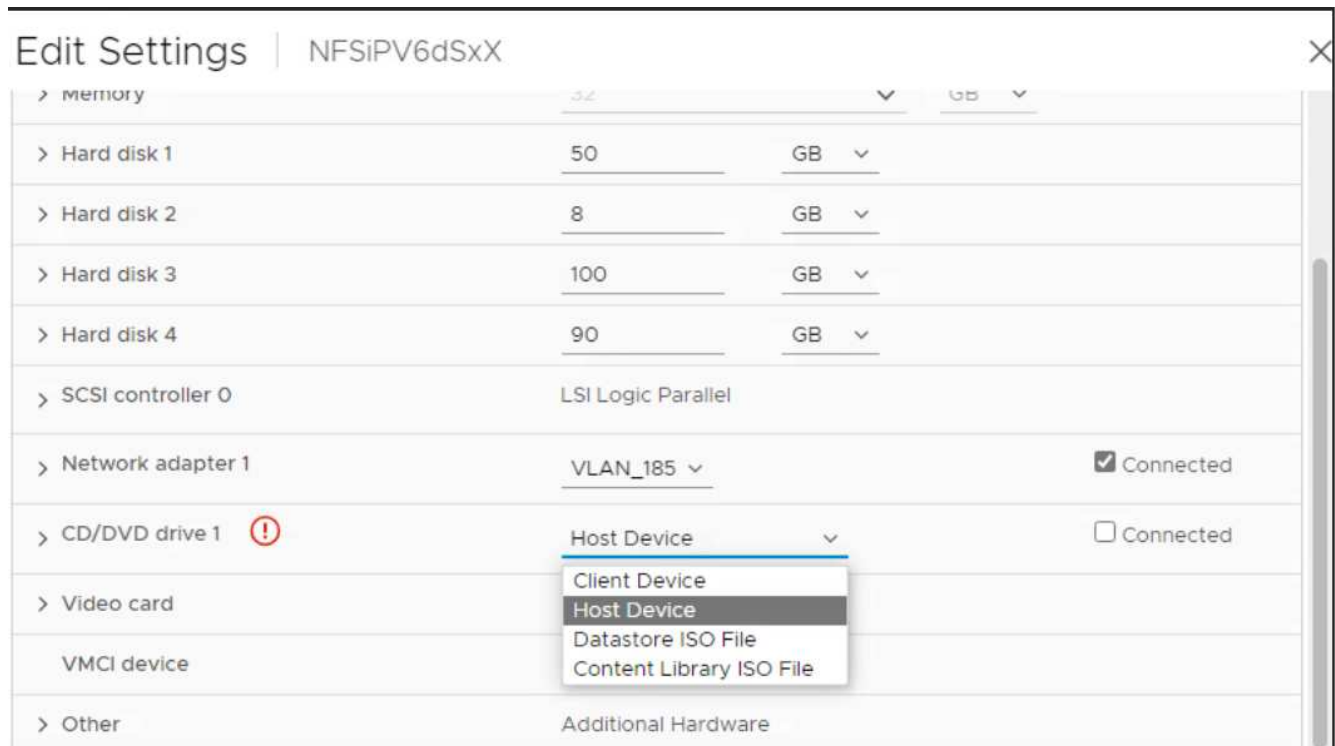 Edit Settings | NFSiPV6dSxX
Memory 32 GB
Hard disk 1 50 GB
Hard disk 2 8 GB
Hard disk 3 100 GB
Hard disk 4 90 GB
SCSI controller 0 LSI Logic Parallel
Network adapter 1 VLAN_185 Connected
CD/DVD drive 1 Host Device Connected
Client Device
Host Device
Datastore ISO File
Content Library ISO File
Video card
VMCI device
Other Additional Hardware